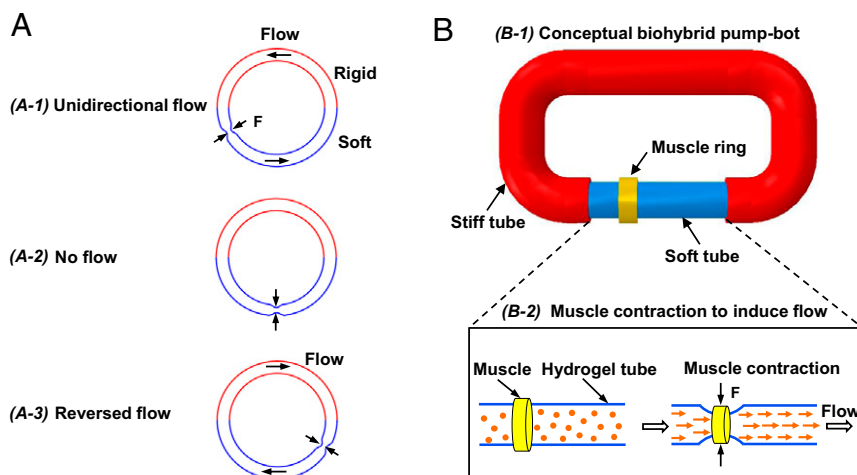 A
Flow
Rigid
(A-1) Unidirectional flow
F
Soft
(A-2) No flow
Flow
(A-3) Reversed flow
B
(B-1) Conceptual biohybrid pump-bot
Muscle ring
Stiff tube
Soft tube
(B-2) Muscle contraction to induce flow
Muscle Hydrogel tube
Muscle contraction
F
Flow